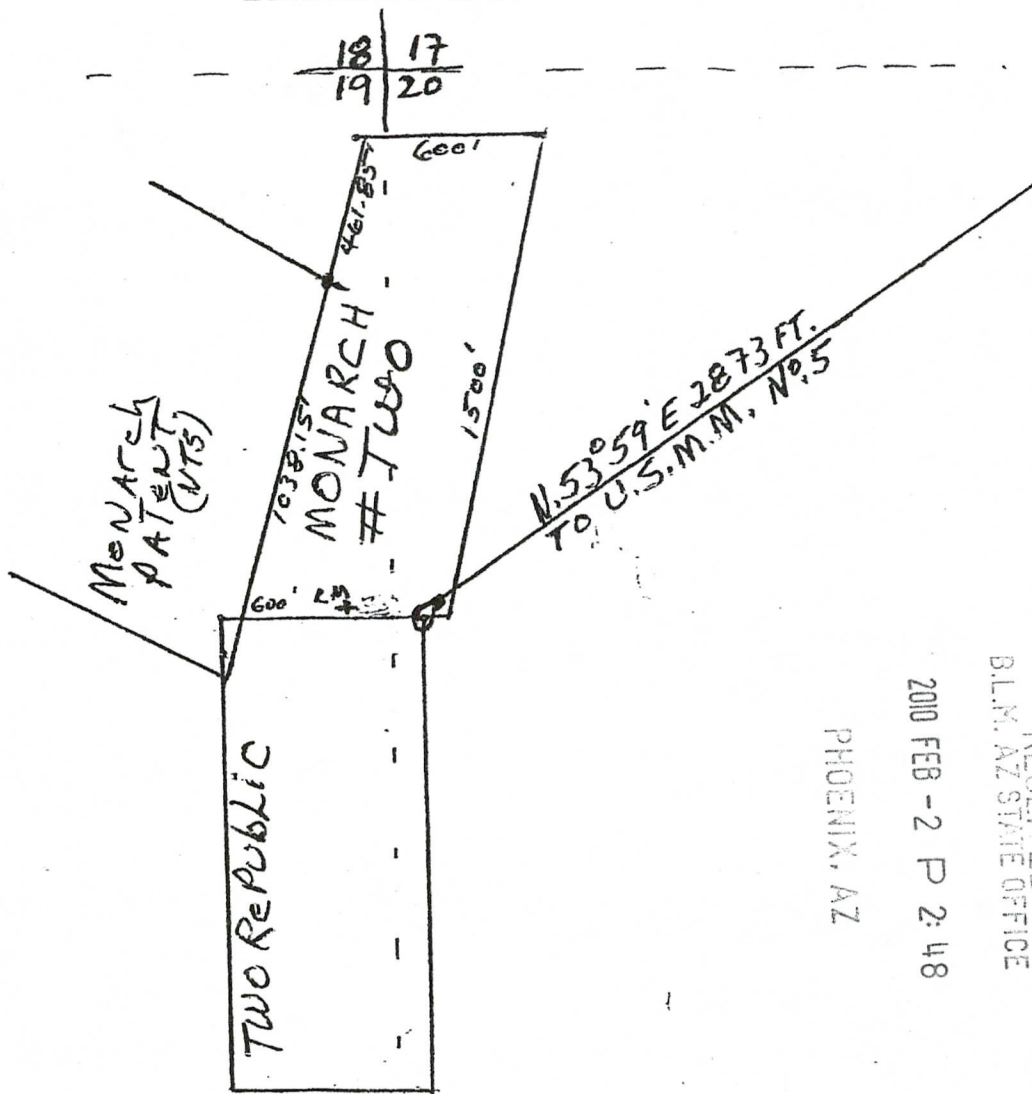 18 17
19 20
600'
461.85'
MONARCH
# TWO
1038.15'
1500'
MONArch
PATENT
(NTS)
N.53°59' E 2873 FT.
TO U.S.M.M. No.5
600'
TWO RePUBLiC
B.L.M. AZ STATE OFFICE
2010 FEB -2 P 2:48
PHOENIX, AZ